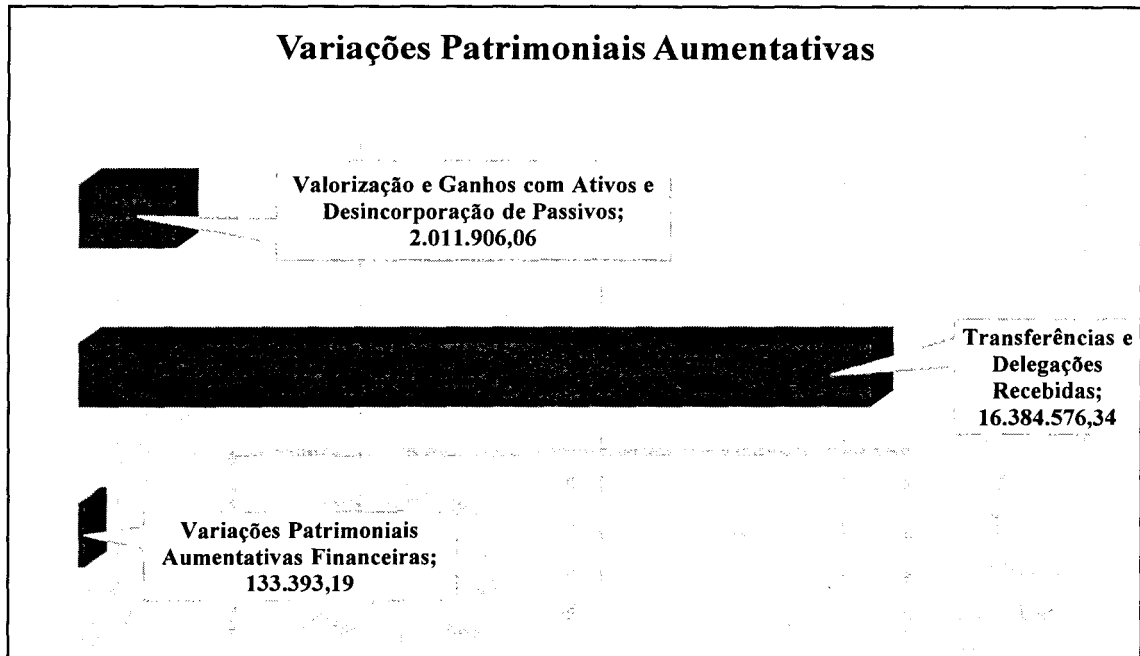 Variações Patrimoniais Aumentativas
Valorização e Ganhos com Ativos e
Desincorporação de Passivos;
2.011.906,06
Transferências e
Delegações
Recebidas;
16.384.576,34
Variações Patrimoniais
Aumentativas Financeiras;
133.393,19